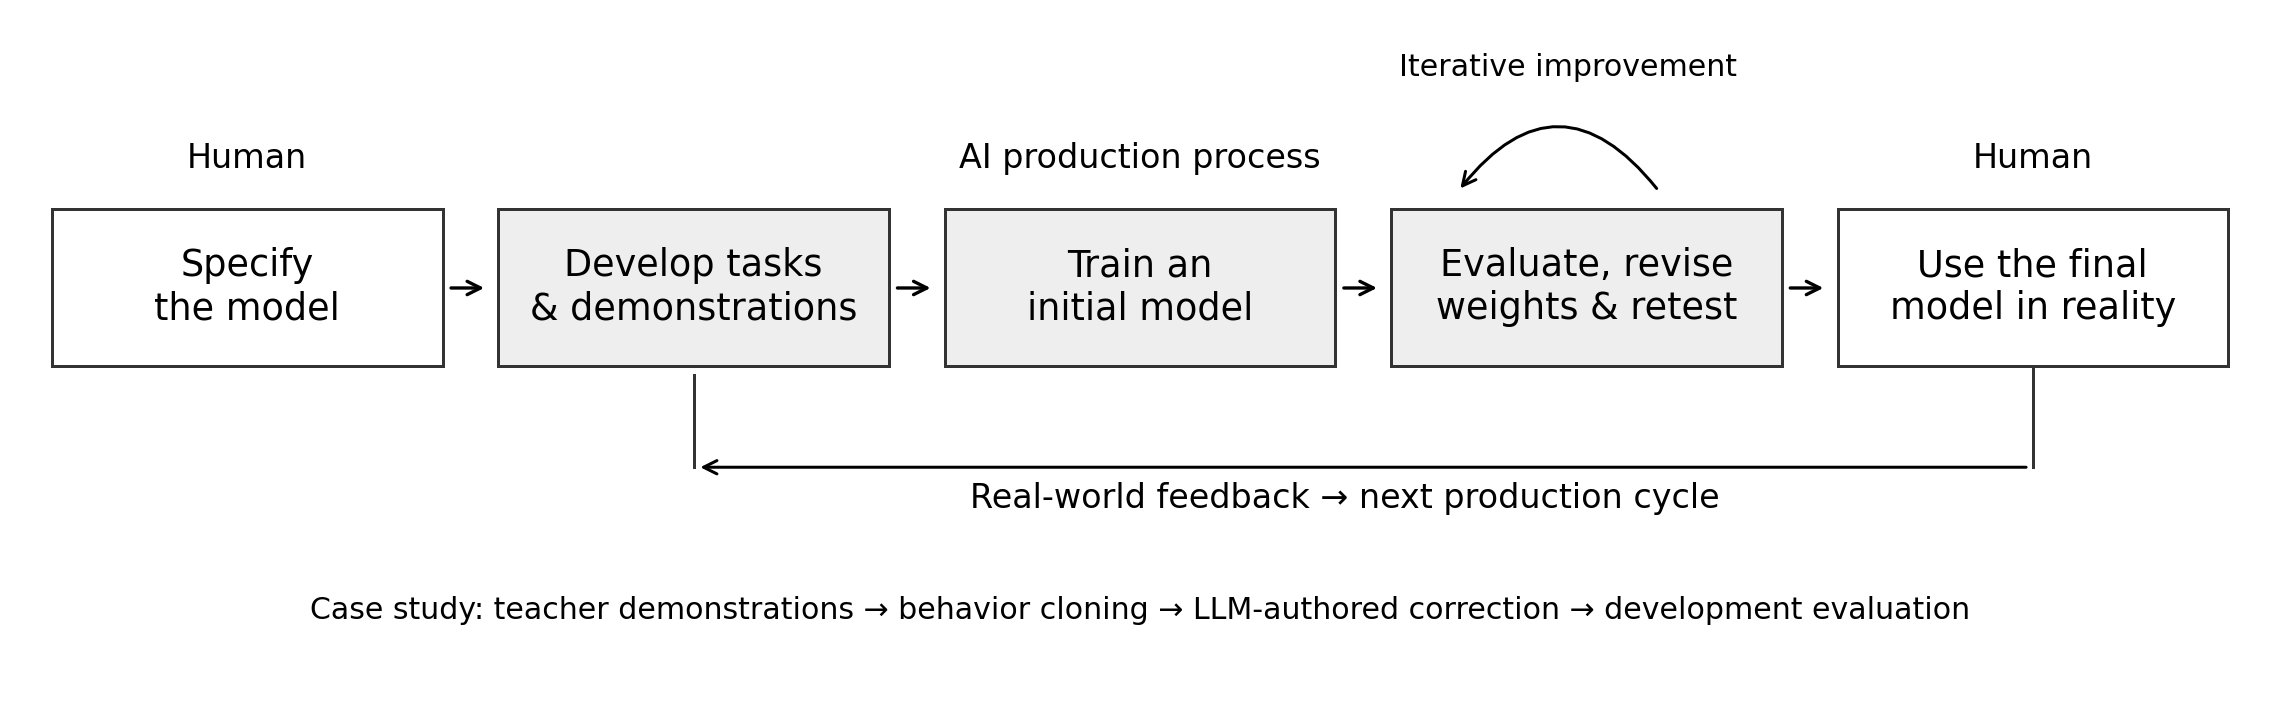 Iterative improvement
Human
AI production process
Human
Specify
the model
Develop tasks
& demonstrations
Train an
initial model
Evaluate, revise
weights & retest
Use the final
model in reality
Real-world feedback → next production cycle
Case study: teacher demonstrations → behavior cloning → LLM-authored correction → development evaluation